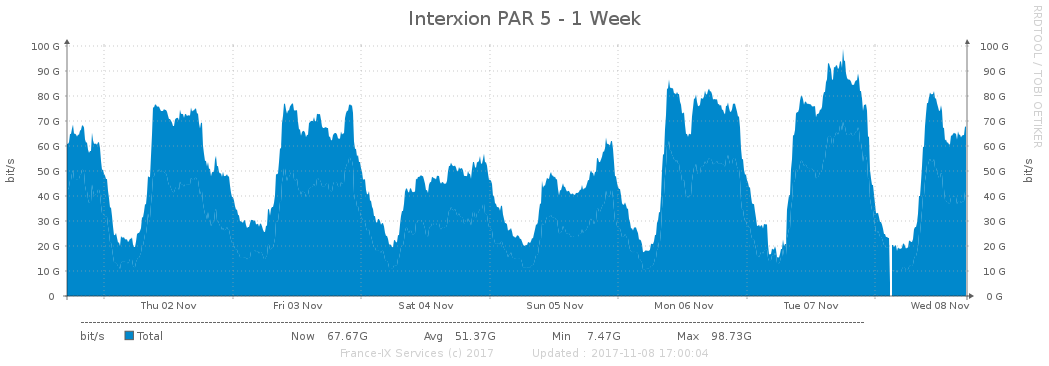 Interxion PAR 5 - 1 Week
RRDTOOL / TOBI OETIKER
100 G 100 G
90 G 90 G
80 G 80 G
70 G 70 G
60 G 60 G
50 G 50 G
40 G 40 G
30 G 30 G
20 G 20 G
10 G 10 G
0 0 G
bit/s bit/s
Thu 02 Nov Fri 03 Nov Sat 04 Nov Sun 05 Nov Mon 06 Nov Tue 07 Nov Wed 08 Nov
bit/s Total Now 67.67G Avg 51.37G Min 7.47G Max 98.73G
France-IX Services (c) 2017 Updated : 2017-11-08 17:00:04